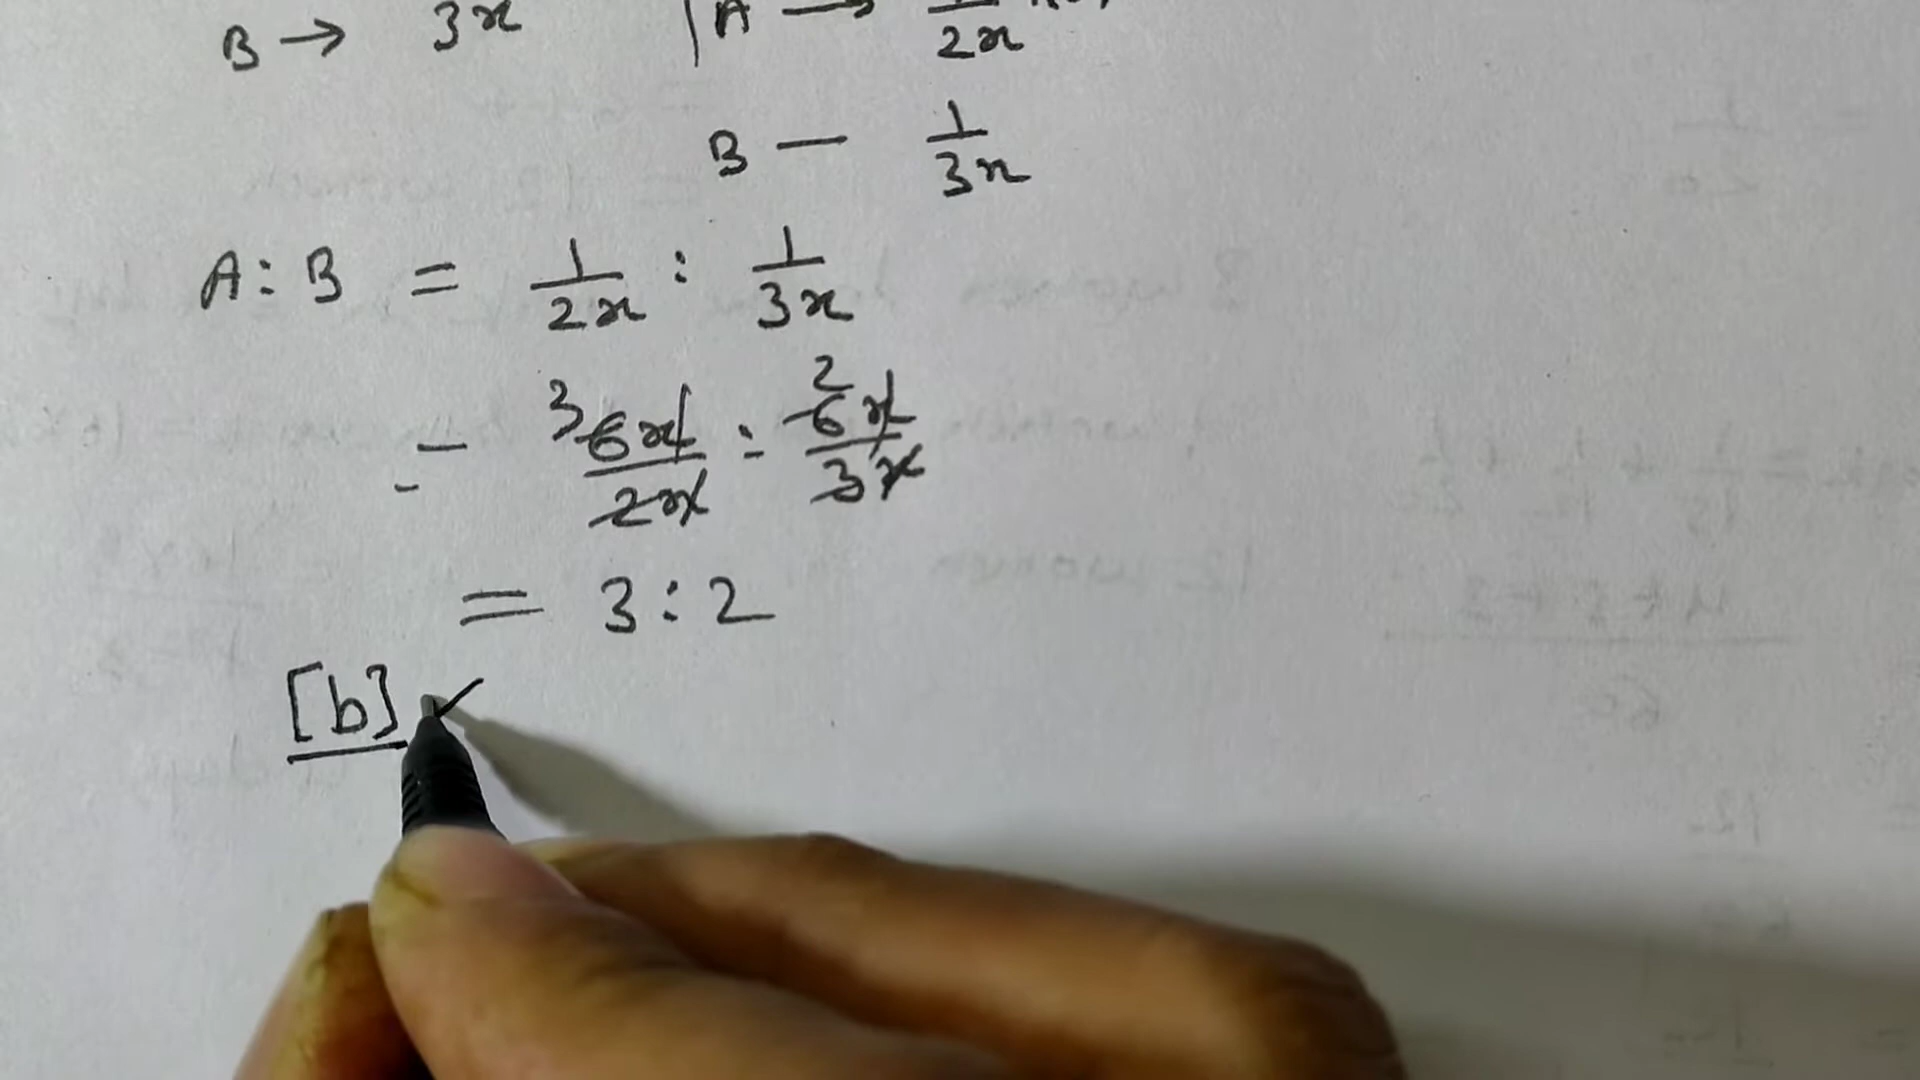 B → 3x | A → 1/2x
B — 1/3x
A : B = 1/2x : 1/3x
= 3 6x/2x : 2 6x/3x
= 3 : 2
[b] ✓